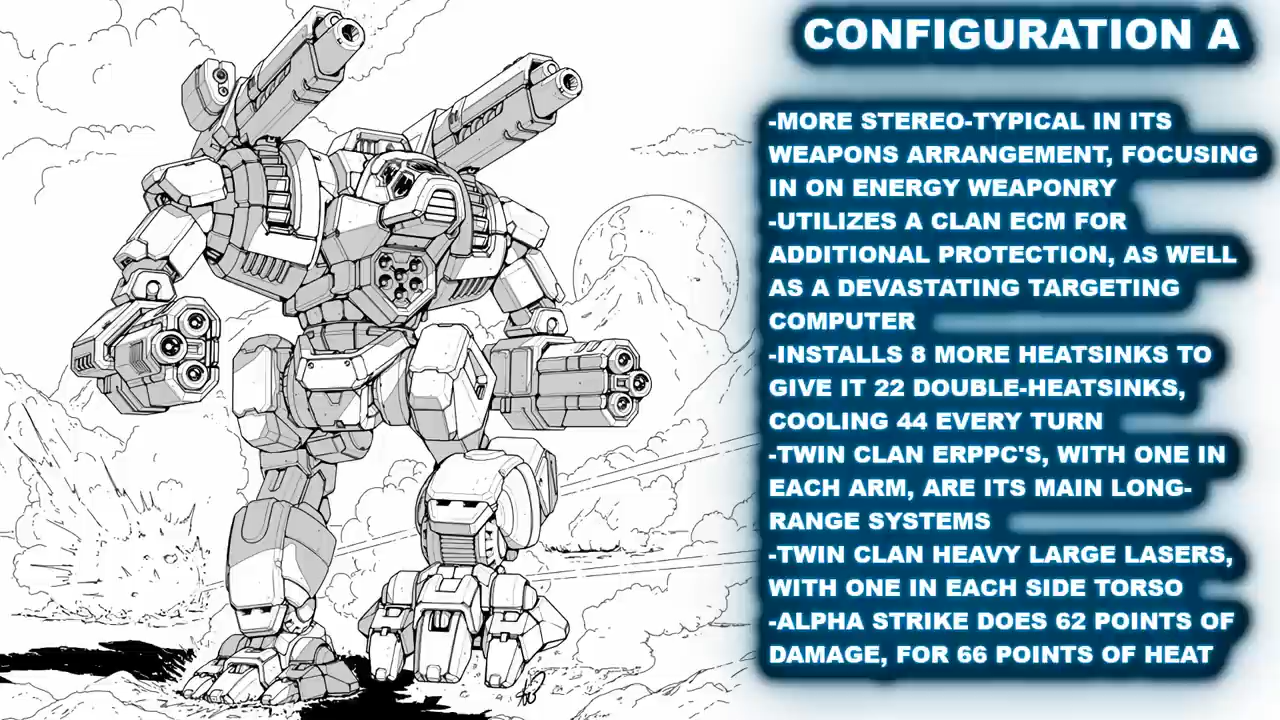 CONFIGURATION A
-MORE STEREO-TYPICAL IN ITS
WEAPONS ARRANGEMENT, FOCUSING
IN ON ENERGY WEAPONRY
-UTILIZES A CLAN ECM FOR
ADDITIONAL PROTECTION, AS WELL
AS A DEVASTATING TARGETING
COMPUTER
-INSTALLS 8 MORE HEATSINKS TO
GIVE IT 22 DOUBLE-HEATSINKS,
COOLING 44 EVERY TURN
-TWIN CLAN ERPPC'S, WITH ONE IN
EACH ARM, ARE ITS MAIN LONG-
RANGE SYSTEMS
-TWIN CLAN HEAVY LARGE LASERS,
WITH ONE IN EACH SIDE TORSO
-ALPHA STRIKE DOES 62 POINTS OF
DAMAGE, FOR 66 POINTS OF HEAT